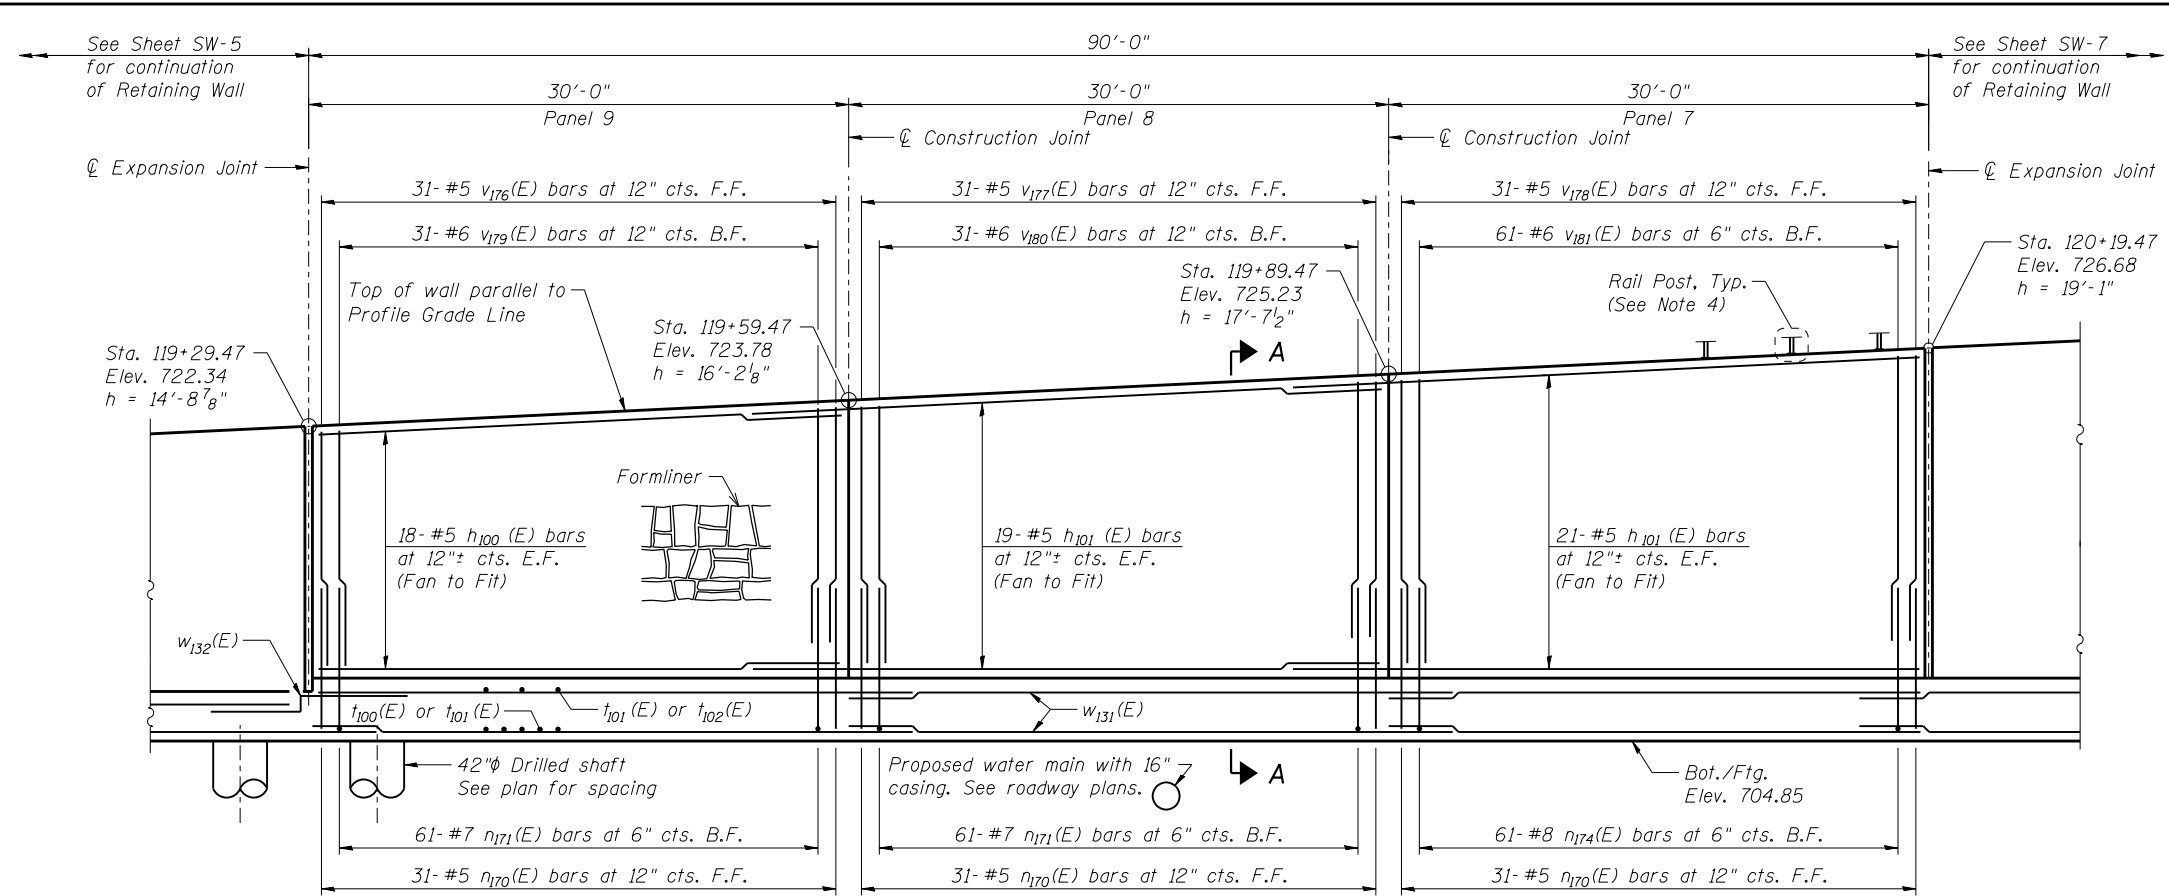 See Sheet SW-5
for continuation
of Retaining Wall
90'-0"
See Sheet SW-7
for continuation
of Retaining Wall
30'-0"
Panel 9
30'-0"
Panel 8
30'-0"
Panel 7
℄ Construction Joint
℄ Construction Joint
℄ Expansion Joint
℄ Expansion Joint
31- #5 v176(E) bars at 12" cts. F.F.
31- #5 v177(E) bars at 12" cts. F.F.
31- #5 v178(E) bars at 12" cts. F.F.
31- #6 v179(E) bars at 12" cts. B.F.
31- #6 v180(E) bars at 12" cts. B.F.
61- #6 v181(E) bars at 6" cts. B.F.
Top of wall parallel to
Profile Grade Line
Sta. 119+29.47
Elev. 722.34
h = 14'-8 7/8"
Sta. 119+59.47
Elev. 723.78
h = 16'-2 1/8"
Sta. 119+89.47
Elev. 725.23
h = 17'-7 1/2"
A
Rail Post, Typ.
(See Note 4)
Sta. 120+19.47
Elev. 726.68
h = 19'-1"
Formliner
18- #5 h100 (E) bars
at 12"± cts. E.F.
(Fan to Fit)
19- #5 h101 (E) bars
at 12"± cts. E.F.
(Fan to Fit)
21- #5 h101 (E) bars
at 12"± cts. E.F.
(Fan to Fit)
w132(E)
t100(E) or t101(E)
t101 (E) or t102(E)
w131(E)
42"ϕ Drilled shaft
See plan for spacing
Proposed water main with 16"
casing. See roadway plans.
A
Bot./Ftg.
Elev. 704.85
61- #7 n171(E) bars at 6" cts. B.F.
61- #7 n171(E) bars at 6" cts. B.F.
61- #8 n174(E) bars at 6" cts. B.F.
31- #5 n170(E) bars at 12" cts. F.F.
31- #5 n170(E) bars at 12" cts. F.F.
31- #5 n170(E) bars at 12" cts. F.F.